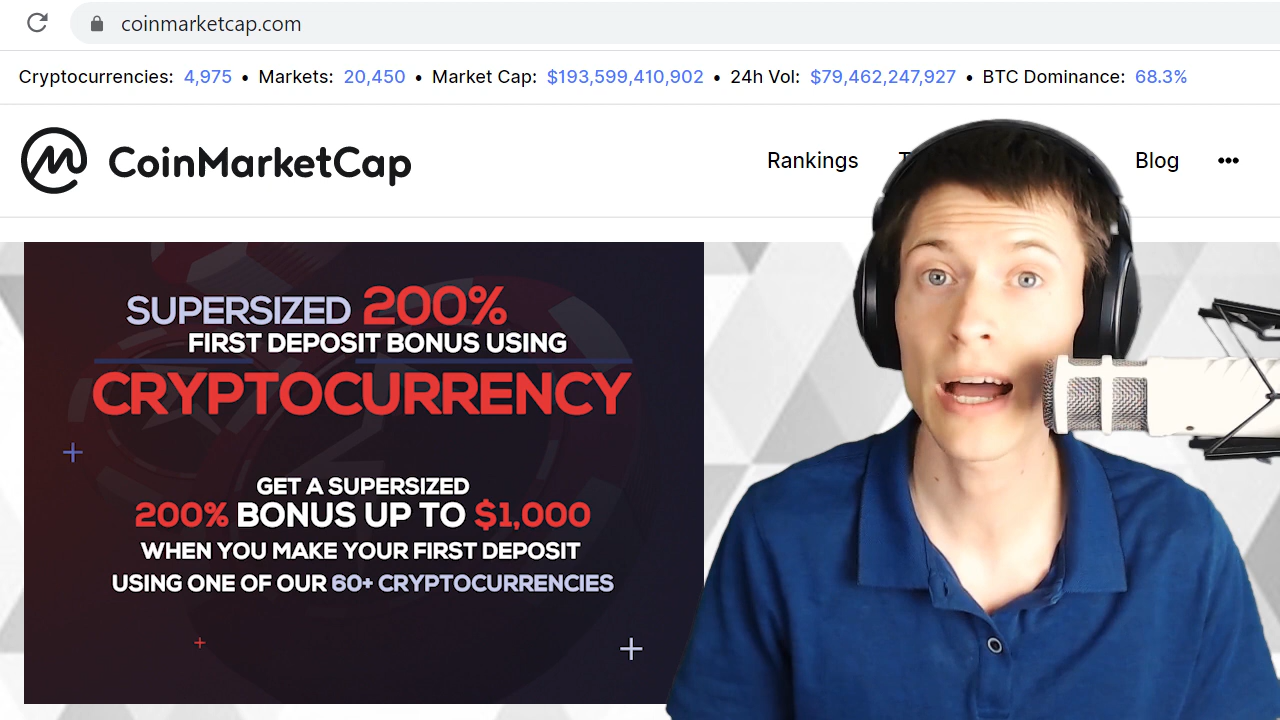 coinmarketcap.com
Cryptocurrencies: 4,975 • Markets: 20,450 • Market Cap: $193,599,410,902 • 24h Vol: $79,462,247,927 • BTC Dominance: 68.3%
CoinMarketCap
Rankings Blog •••
SUPERSIZED 200%
FIRST DEPOSIT BONUS USING
CRYPTOCURRENCY
GET A SUPERSIZED
200% BONUS UP TO $1,000
WHEN YOU MAKE YOUR FIRST DEPOSIT
USING ONE OF OUR 60+ CRYPTOCURRENCIES